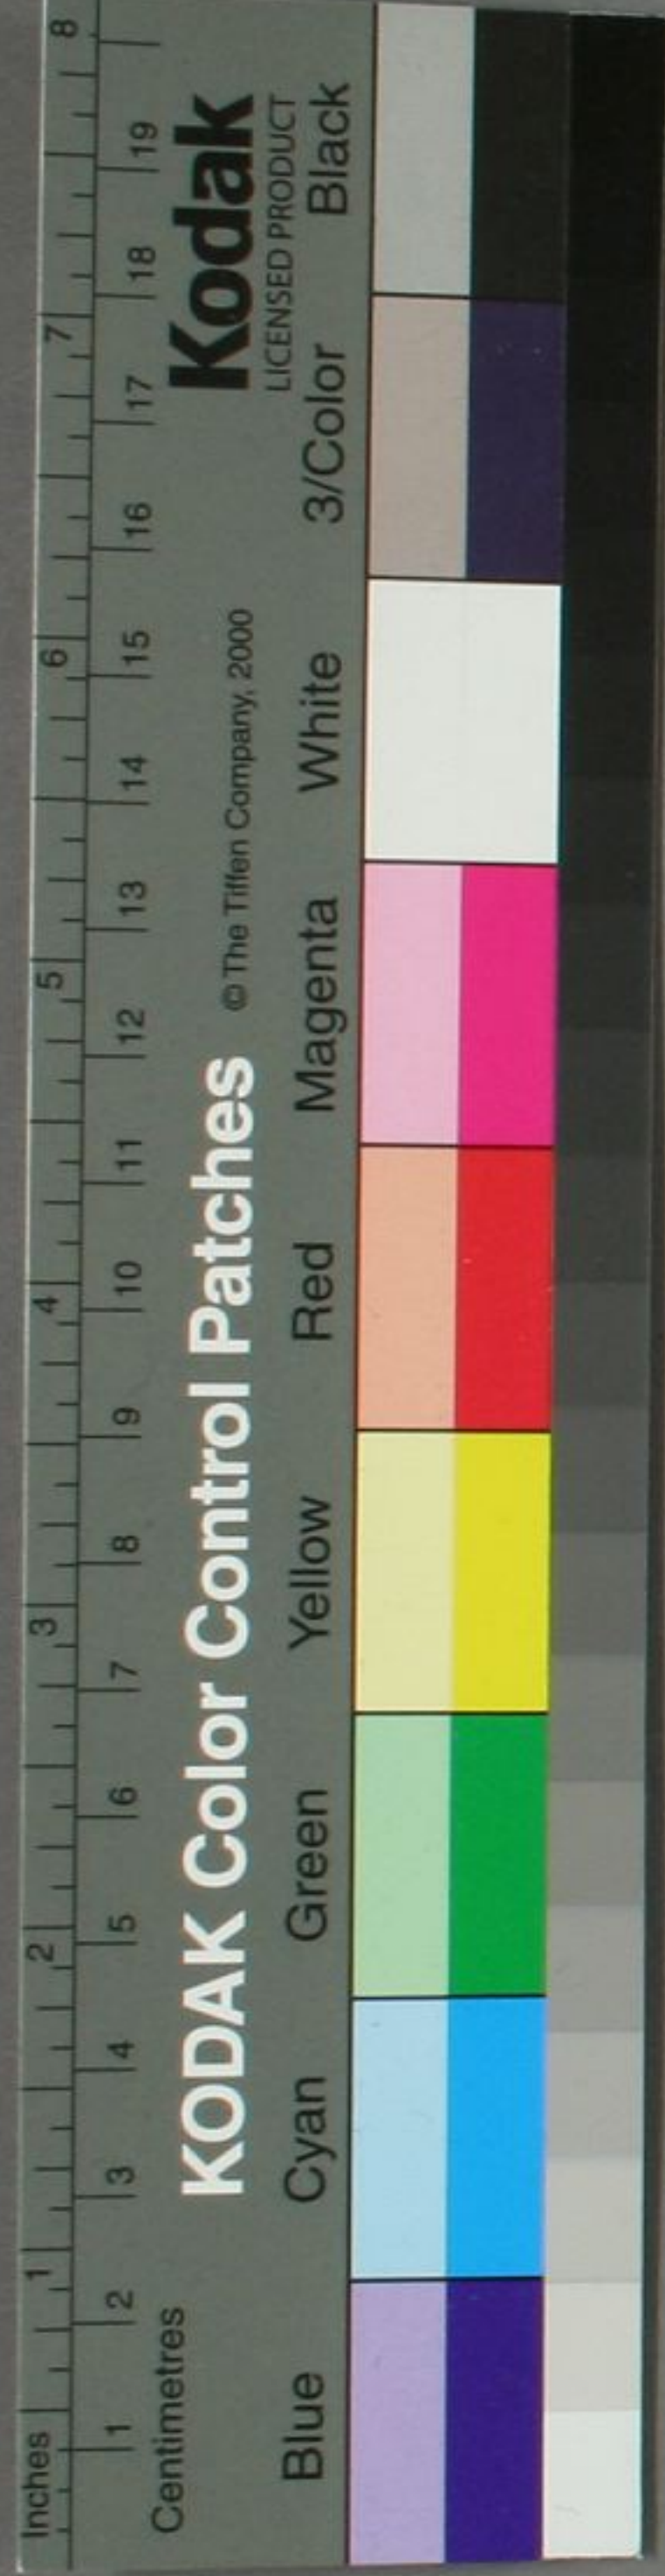 Inches 1 2 3 4 5 6 7 8
1 2 3 4 5 6 7 8 9 10 11 12 13 14 15 16 17 18 19
Centimetres
KODAK Color Control Patches
© The Tiffen Company, 2000
Kodak
LICENSED PRODUCT
Blue Cyan Green Yellow Red Magenta White 3/Color Black